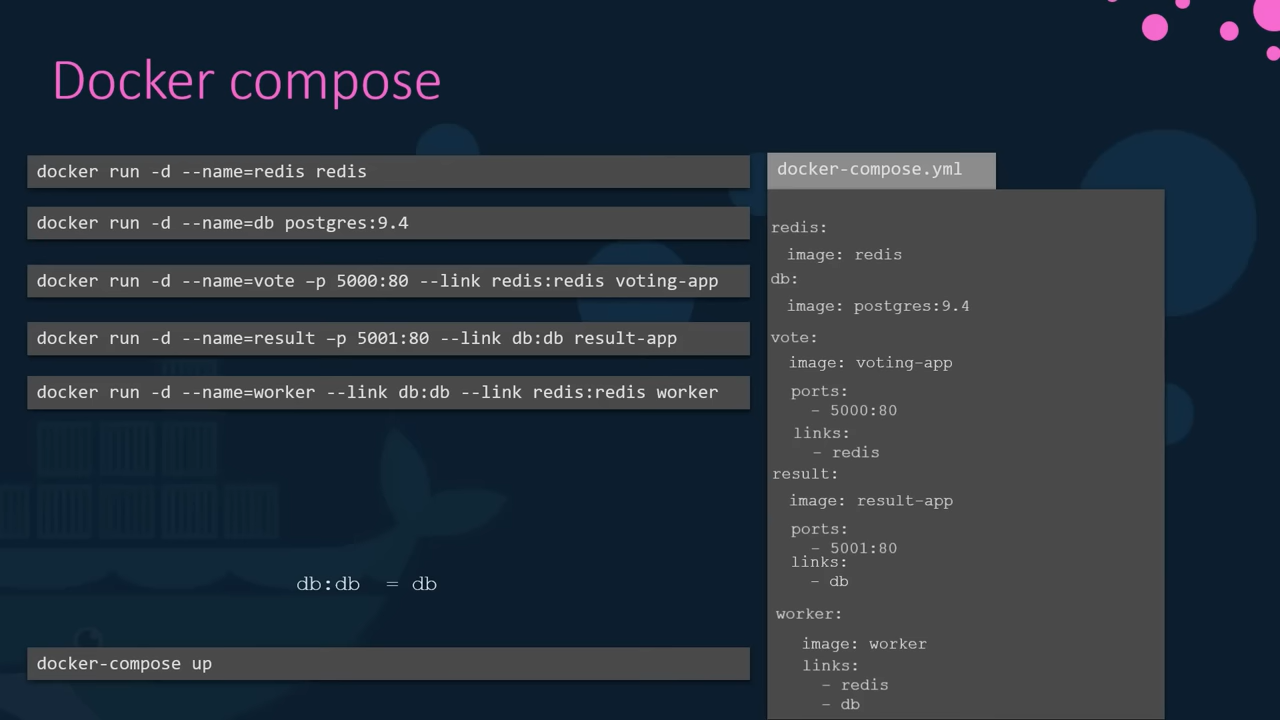 Docker compose
docker run -d --name=redis redis
docker run -d --name=db postgres:9.4
docker run -d --name=vote –p 5000:80 --link redis:redis voting-app
docker run -d --name=result –p 5001:80 --link db:db result-app
docker run -d --name=worker --link db:db --link redis:redis worker
db:db = db
docker-compose up
docker-compose.yml
redis:
image: redis
db:
image: postgres:9.4
vote:
image: voting-app
ports:
- 5000:80
links:
- redis
result:
image: result-app
ports:
- 5001:80
links:
- db
worker:
image: worker
links:
- redis
- db